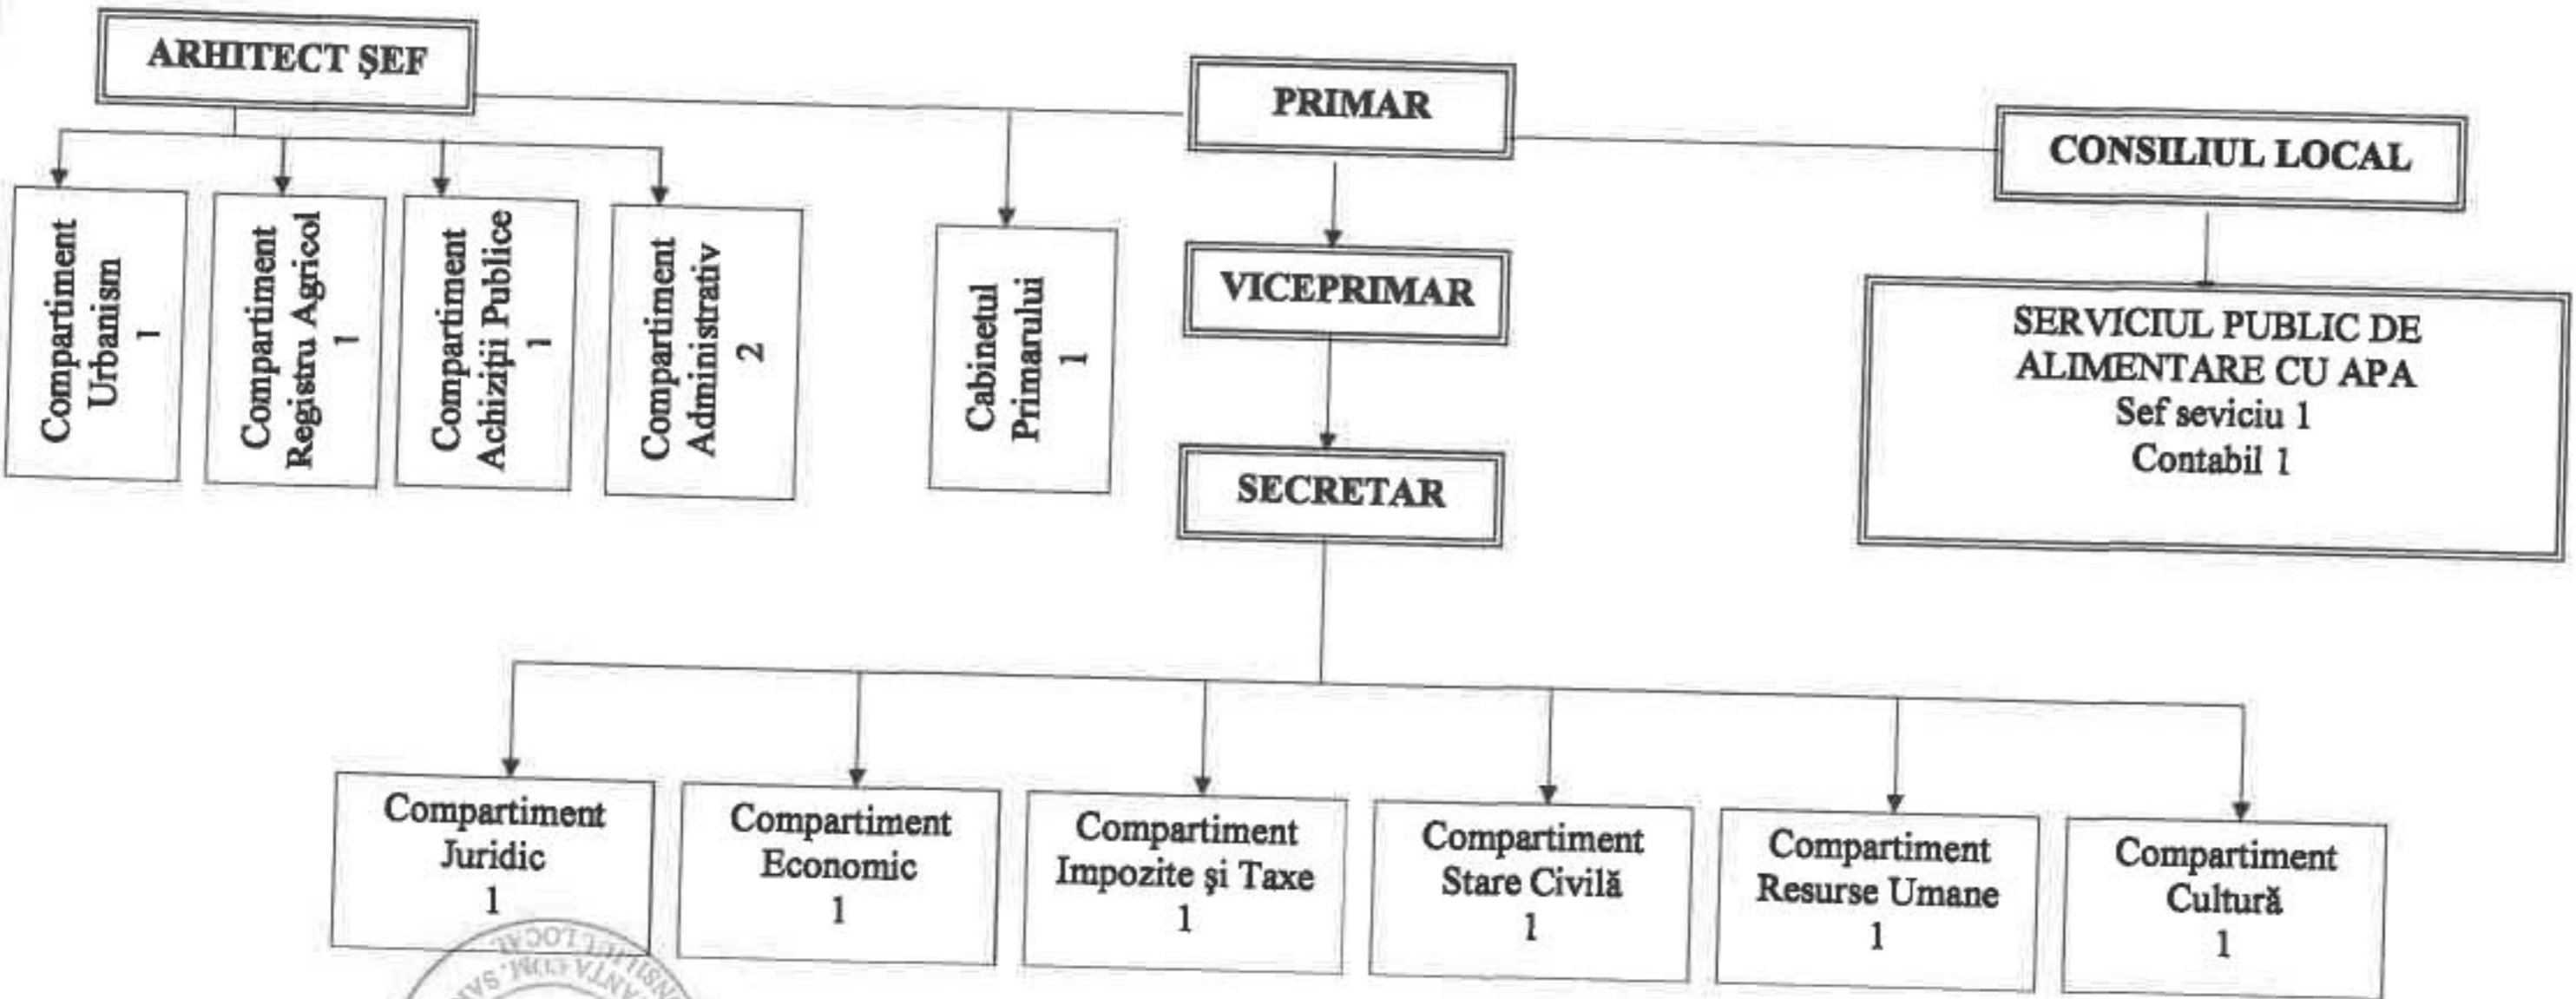 ARHITECT ŞEF
PRIMAR
CONSILIUL LOCAL
Compartiment
Urbanism
1
Compartiment
Registru Agricol
1
Compartiment
Achiziţii Publice
1
Compartiment
Administrativ
2
Cabinetul
Primarului
1
VICEPRIMAR
SECRETAR
SERVICIUL PUBLIC DE
ALIMENTARE CU APA
Sef seviciu 1
Contabil 1
Compartiment
Juridic
1
Compartiment
Economic
1
Compartiment
Impozite şi Taxe
1
Compartiment
Stare Civilă
1
Compartiment
Resurse Umane
1
Compartiment
Cultură
1
LOCAL
COM.